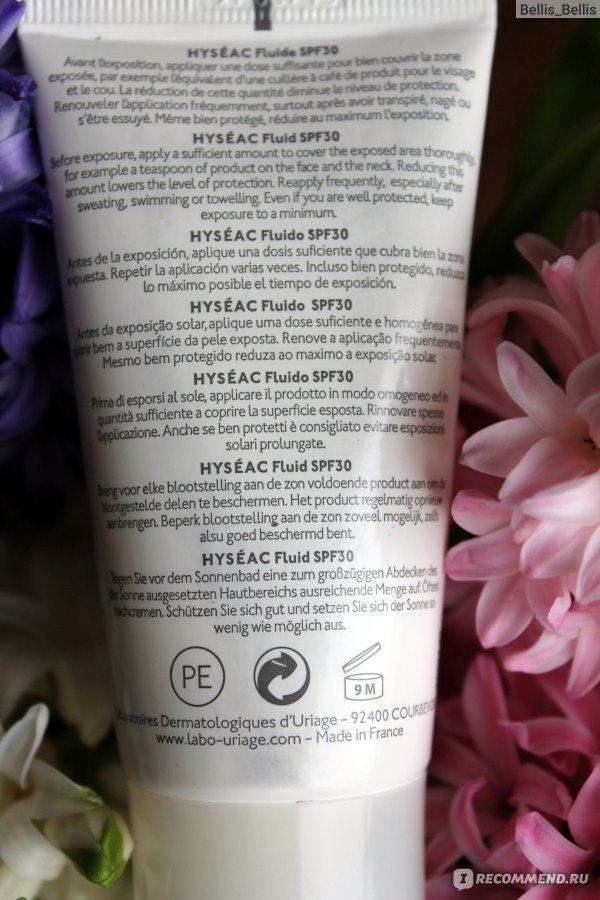 Bellis_Bellis
HYSÉAC Fluide SPF30
Avant l'exposition, appliquer une dose suffisante pour bien couvrir la zone
exposée, par exemple l'équivalent d'une cuillère à café de produit pour le visage
et le cou. La réduction de cette quantité diminue le niveau de protection.
Renouveler l'application fréquemment, surtout après avoir transpiré, nagé ou
s'être essuyé. Même bien protégé, réduire au maximum l'exposition.
HYSÉAC Fluid SPF30
Before exposure, apply a sufficient amount to cover the exposed area thoroughly,
for example a teaspoon of product on the face and the neck. Reducing this
amount lowers the level of protection. Reapply frequently, especially after
sweating, swimming or towelling. Even if you are well protected, keep
exposure to a minimum.
HYSÉAC Fluido SPF30
Antes de la exposición, aplique una dosis suficiente que cubra bien la zona
expuesta. Repetir la aplicación varias veces. Incluso bien protegido, reduzca
lo máximo posible el tiempo de exposición.
HYSÉAC Fluido SPF30
Antes da exposição solar, aplique uma dose suficiente e homogénea para
cobrir bem a superfície da pele exposta. Renove a aplicação frequentemente.
Mesmo bem protegido reduza ao maximo a exposição solar.
HYSÉAC Fluido SPF30
Prima di esporsi al sole, applicare il prodotto in modo omogeneo ed in
quantità sufficiente a coprire la superficie esposta. Rinnovare spesso
l'applicazione. Anche se ben protetti è consigliato evitare esposizioni
solari prolungate.
HYSÉAC Fluid SPF30
Breng voor elke blootstelling aan de zon voldoende product aan om de
blootgestelde delen te beschermen. Het product regelmatig opnieuw
aanbrengen. Beperk blootstelling aan de zon zoveel mogelijk, zelfs
alsu goed beschermd bent.
HYSÉAC Fluid SPF30
Tragen Sie vor dem Sonnenbad eine zum großzügigen Abdecken des
der Sonne ausgesetzten Hautbereichs ausreichende Menge auf. Öfters
nachcremen. Schützen Sie sich gut und setzen Sie sich der Sonne so
wenig wie möglich aus.
PE
9 M
Laboratoires Dermatologiques d'Uriage - 92400 COURBEVOIE
www.labo-uriage.com - Made in France
IRECOMMEND.RU